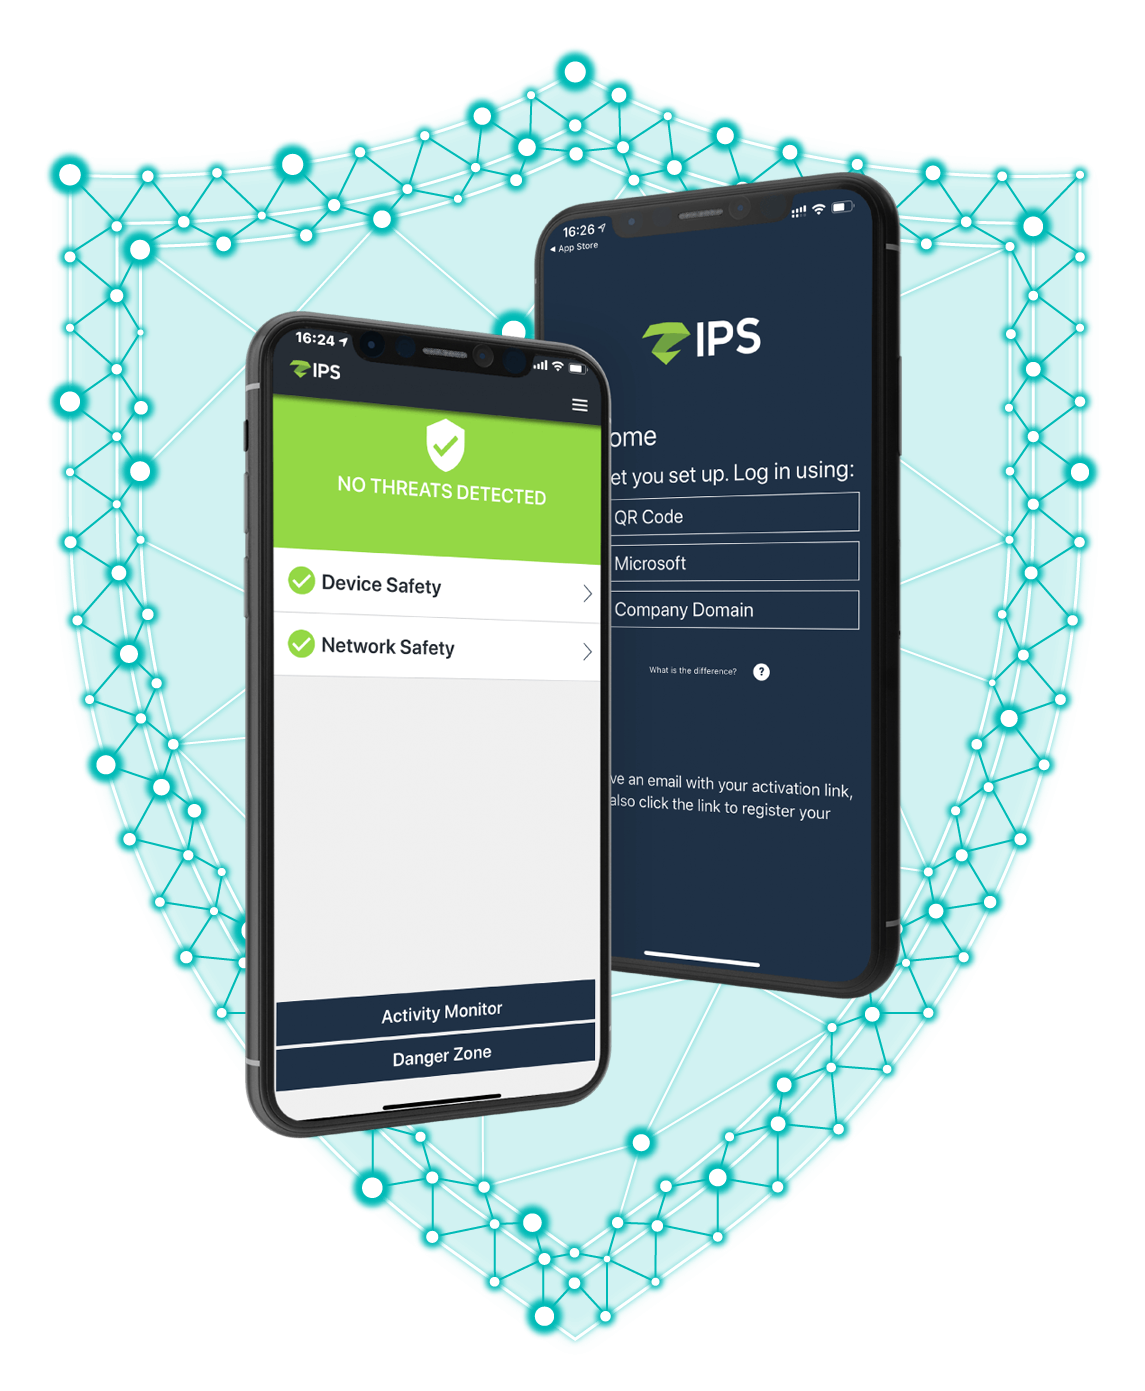 16:24
IPS
NO THREATS DETECTED
Device Safety
Network Safety
Activity Monitor
Danger Zone
16:26
◀ App Store
IPS
ome
et you set up. Log in using:
QR Code
Microsoft
Company Domain
What is the difference? ?
ve an email with your activation link,
also click the link to register your